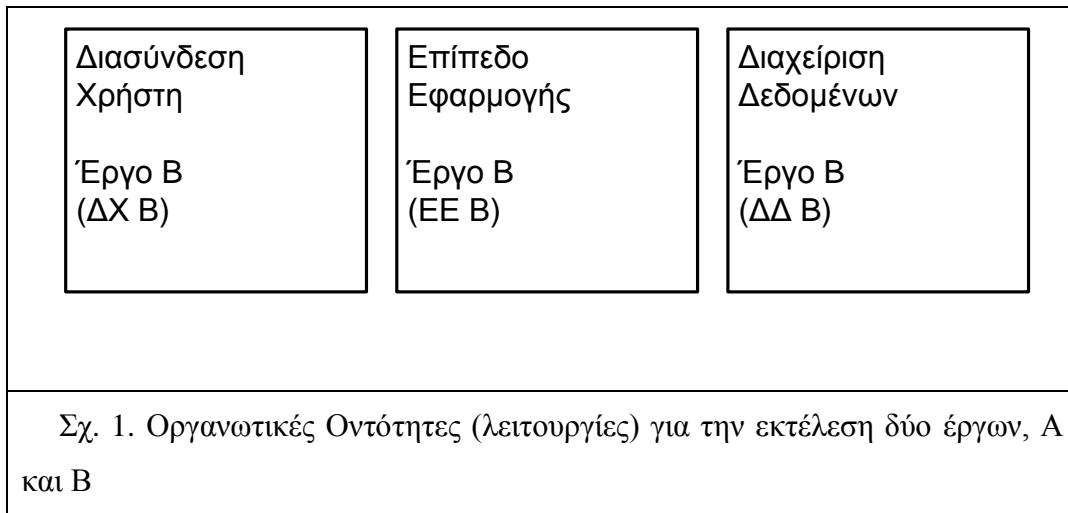 Διασύνδεση
Χρήστη
Έργο Β
(ΔΧ Β)
Επίπεδο
Εφαρμογής
Έργο Β
(ΕΕ Β)
Διαχείριση
Δεδομένων
Έργο Β
(ΔΔ Β)
Σχ. 1. Οργανωτικές Οντότητες (λειτουργίες) για την εκτέλεση δύο έργων, Α
και Β